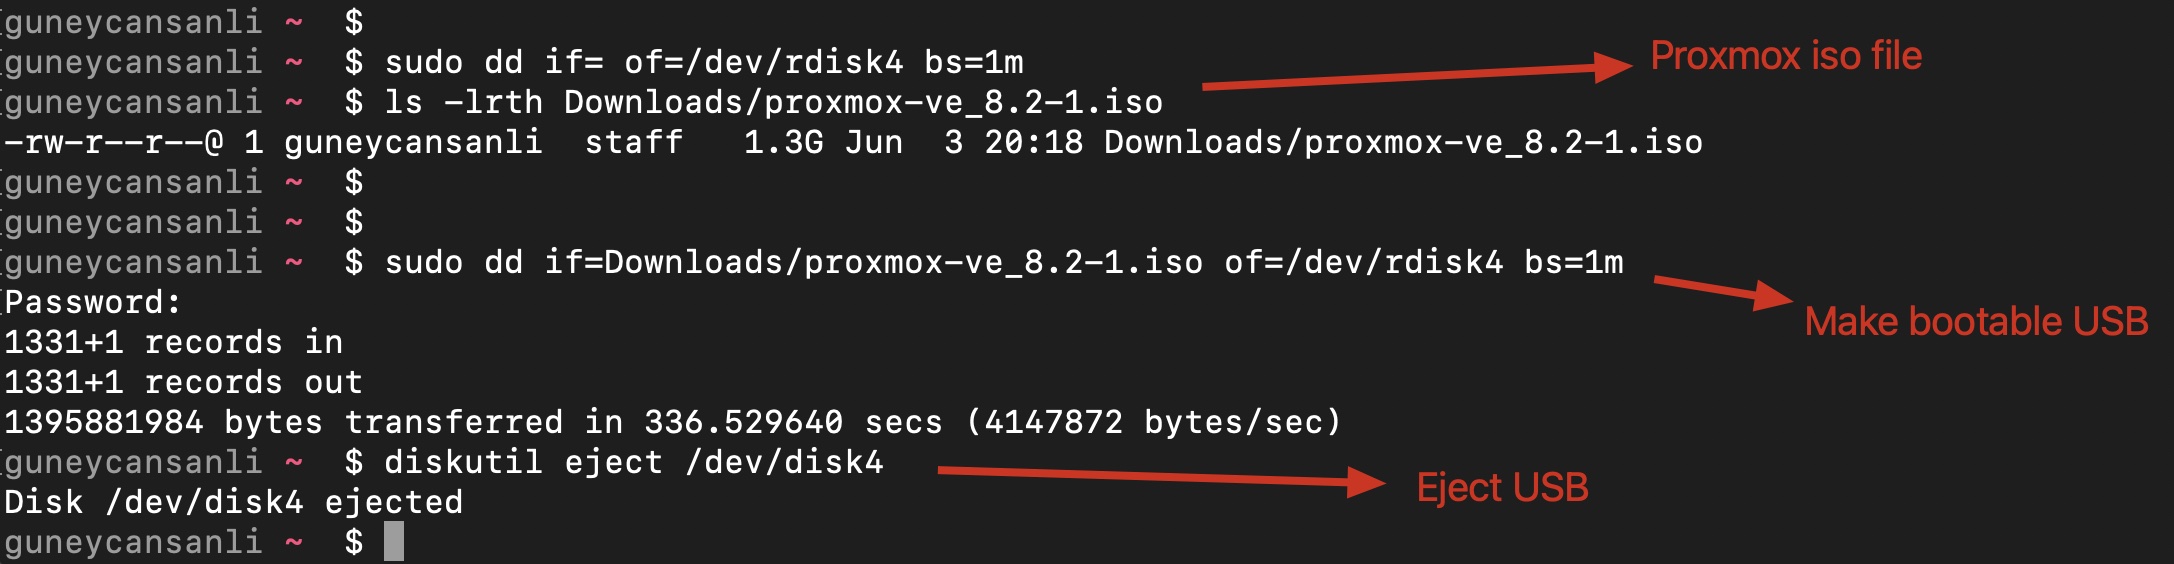 guneycansanli ~ $
guneycansanli ~ $ sudo dd if= of=/dev/rdisk4 bs=1m
Proxmox iso file
guneycansanli ~ $ ls -lrth Downloads/proxmox-ve_8.2-1.iso
-rw-r--r--@ 1 guneycansanli  staff   1.3G Jun  3 20:18 Downloads/proxmox-ve_8.2-1.iso
guneycansanli ~ $
guneycansanli ~ $
guneycansanli ~ $ sudo dd if=Downloads/proxmox-ve_8.2-1.iso of=/dev/rdisk4 bs=1m
Password:
Make bootable USB
1331+1 records in
1331+1 records out
1395881984 bytes transferred in 336.529640 secs (4147872 bytes/sec)
guneycansanli ~ $ diskutil eject /dev/disk4
Eject USB
Disk /dev/disk4 ejected
guneycansanli ~ $